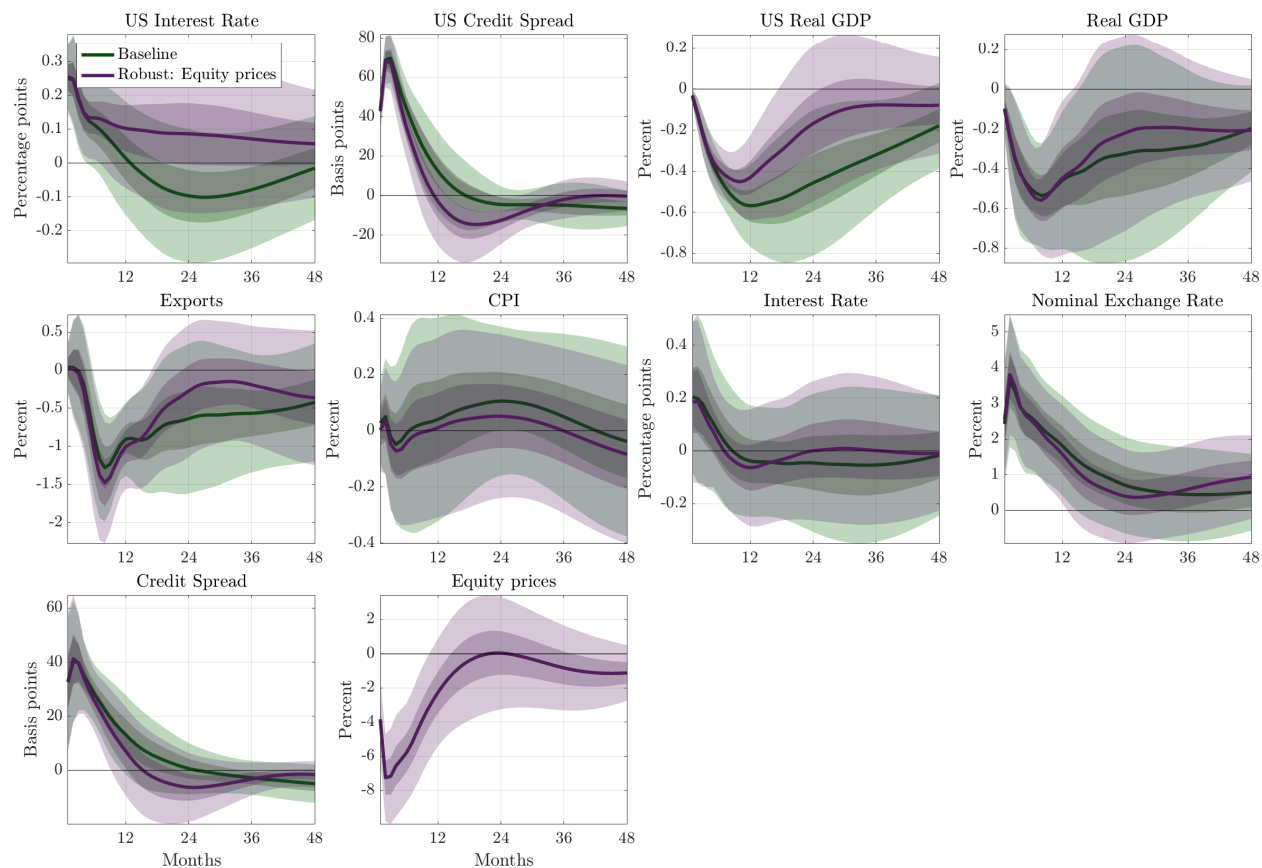 US Interest Rate
Percentage points
0.3
0.2
0.1
0
-0.1
-0.2
12 24 36 48
Baseline
Robust: Equity prices
US Credit Spread
Basis points
80
60
40
20
0
-20
12 24 36 48
US Real GDP
Percent
0.2
0
-0.2
-0.4
-0.6
-0.8
12 24 36 48
Real GDP
Percent
0.2
0
-0.2
-0.4
-0.6
-0.8
12 24 36 48
Exports
Percent
0.5
0
-0.5
-1
-1.5
-2
12 24 36 48
CPI
Percent
0.4
0.2
0
-0.2
-0.4
12 24 36 48
Interest Rate
Percentage points
0.4
0.2
0
-0.2
12 24 36 48
Nominal Exchange Rate
Percent
5
4
3
2
1
0
12 24 36 48
Credit Spread
Basis points
60
40
20
0
12 24 36 48
Months
Equity prices
Percent
2
0
-2
-4
-6
-8
12 24 36 48
Months